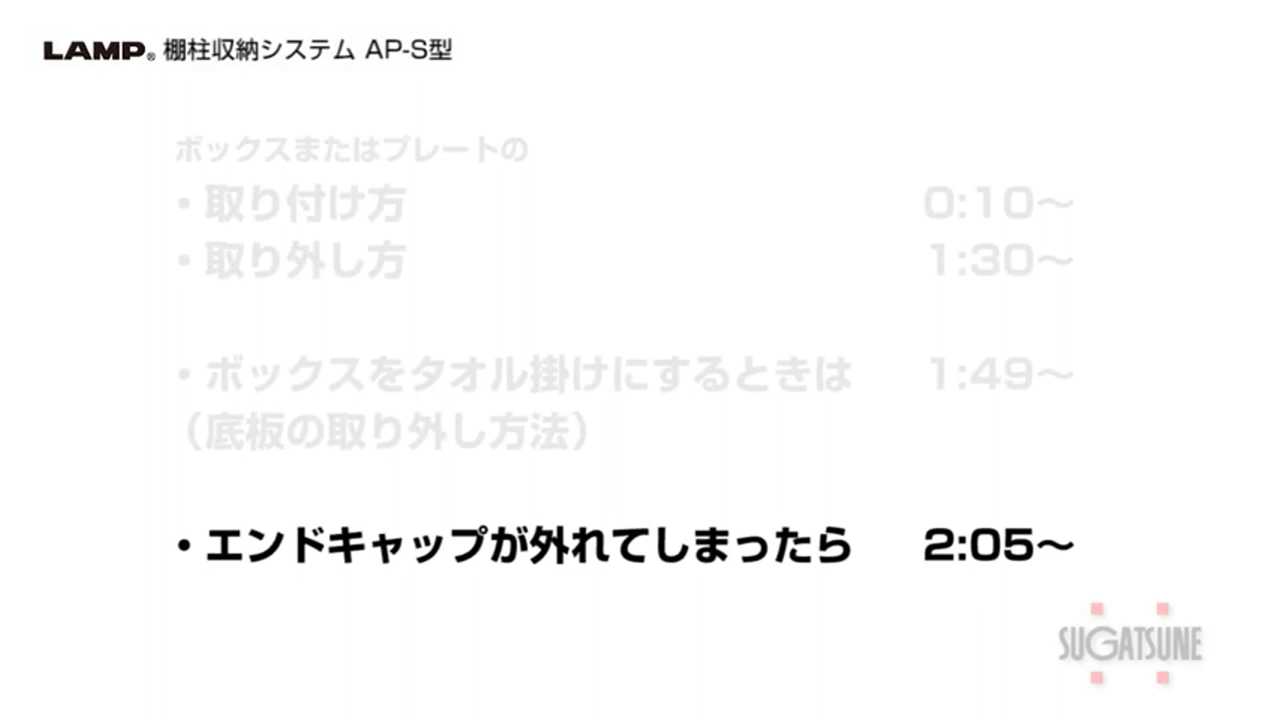 LAMP® 棚柱収納システム AP-S型
ボックスまたはプレートの
・取り付け方 0:10〜
・取り外し方 1:30〜
・ボックスをタオル掛けにするときは 1:49〜
（底板の取り外し方法）
・エンドキャップが外れてしまったら 2:05〜
SUGATSUNE